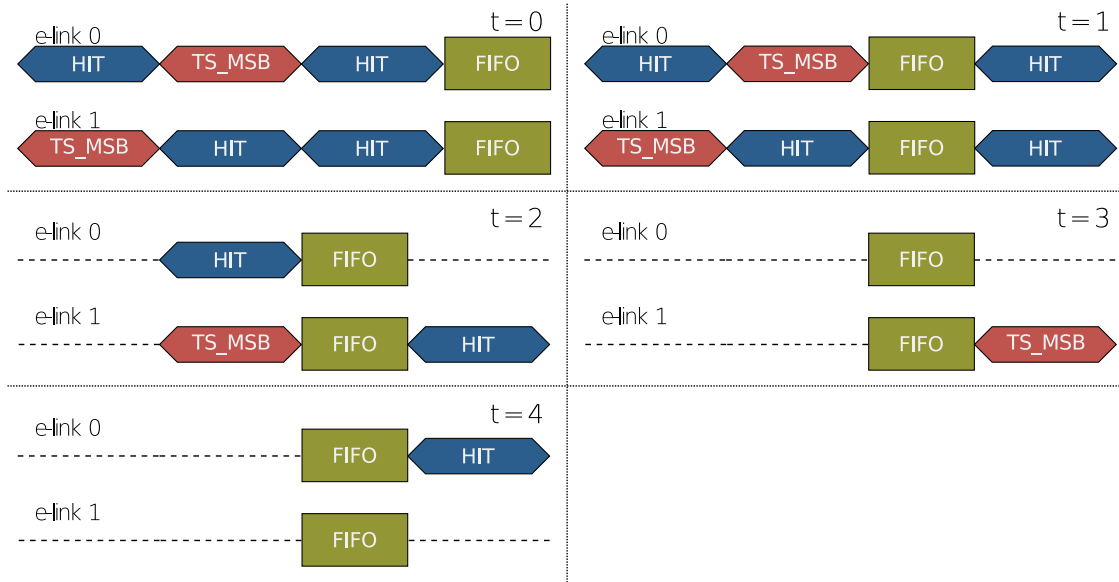 e-link 0 t=0
HIT TS_MSB HIT FIFO
e-link 1
TS_MSB HIT HIT FIFO
e-link 0 t=1
HIT TS_MSB FIFO HIT
e-link 1
TS_MSB HIT FIFO HIT
e-link 0 t=2
HIT FIFO
e-link 1
TS_MSB FIFO HIT
e-link 0 t=3
FIFO
e-link 1
FIFO TS_MSB
e-link 0 t=4
FIFO HIT
e-link 1
FIFO